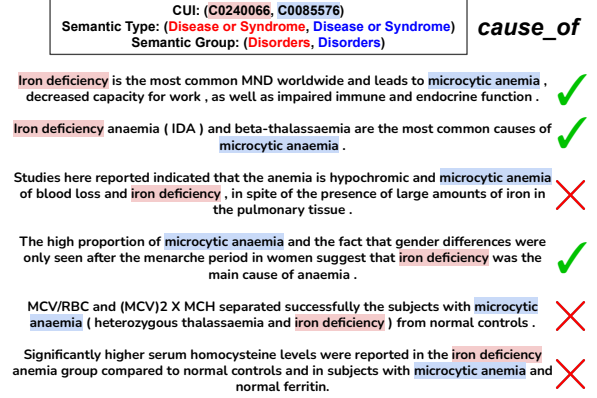 CUI: (C0240066, C0085576)
Semantic Type: (Disease or Syndrome, Disease or Syndrome)
Semantic Group: (Disorders, Disorders)
cause_of
Iron deficiency is the most common MND worldwide and leads to microcytic anemia ,
decreased capacity for work , as well as impaired immune and endocrine function .
Iron deficiency anaemia ( IDA ) and beta-thalassaemia are the most common causes of
microcytic anaemia .
Studies here reported indicated that the anemia is hypochromic and microcytic anemia
of blood loss and iron deficiency , in spite of the presence of large amounts of iron in
the pulmonary tissue .
The high proportion of microcytic anaemia and the fact that gender differences were
only seen after the menarche period in women suggest that iron deficiency was the
main cause of anaemia .
MCV/RBC and (MCV)2 X MCH separated successfully the subjects with microcytic
anaemia ( heterozygous thalassaemia and iron deficiency ) from normal controls .
Significantly higher serum homocysteine levels were reported in the iron deficiency
anemia group compared to normal controls and in subjects with microcytic anemia and
normal ferritin.